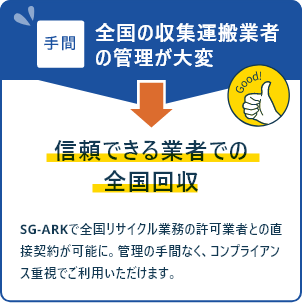 手間
全国の収集運搬業者
の管理が大変
Good!
信頼できる業者での
全国回収
SG-ARKで全国リサイクル業務の許可業者との直
接契約が可能に。管理の手間なく、コンプライアン
ス重視でご利用いただけます。